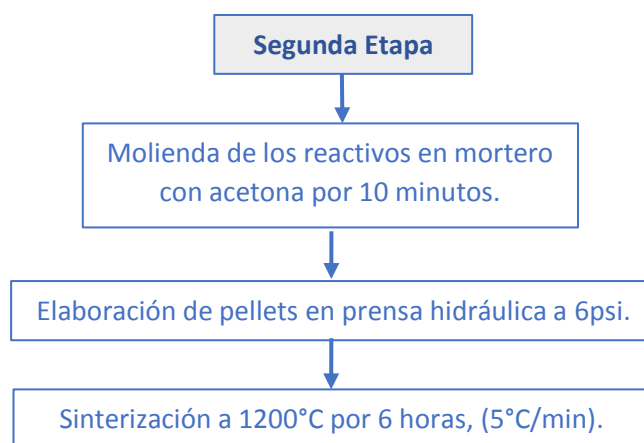 Segunda Etapa
Molienda de los reactivos en mortero
con acetona por 10 minutos.
Elaboración de pellets en prensa hidráulica a 6psi.
Sinterización a 1200°C por 6 horas, (5°C/min).